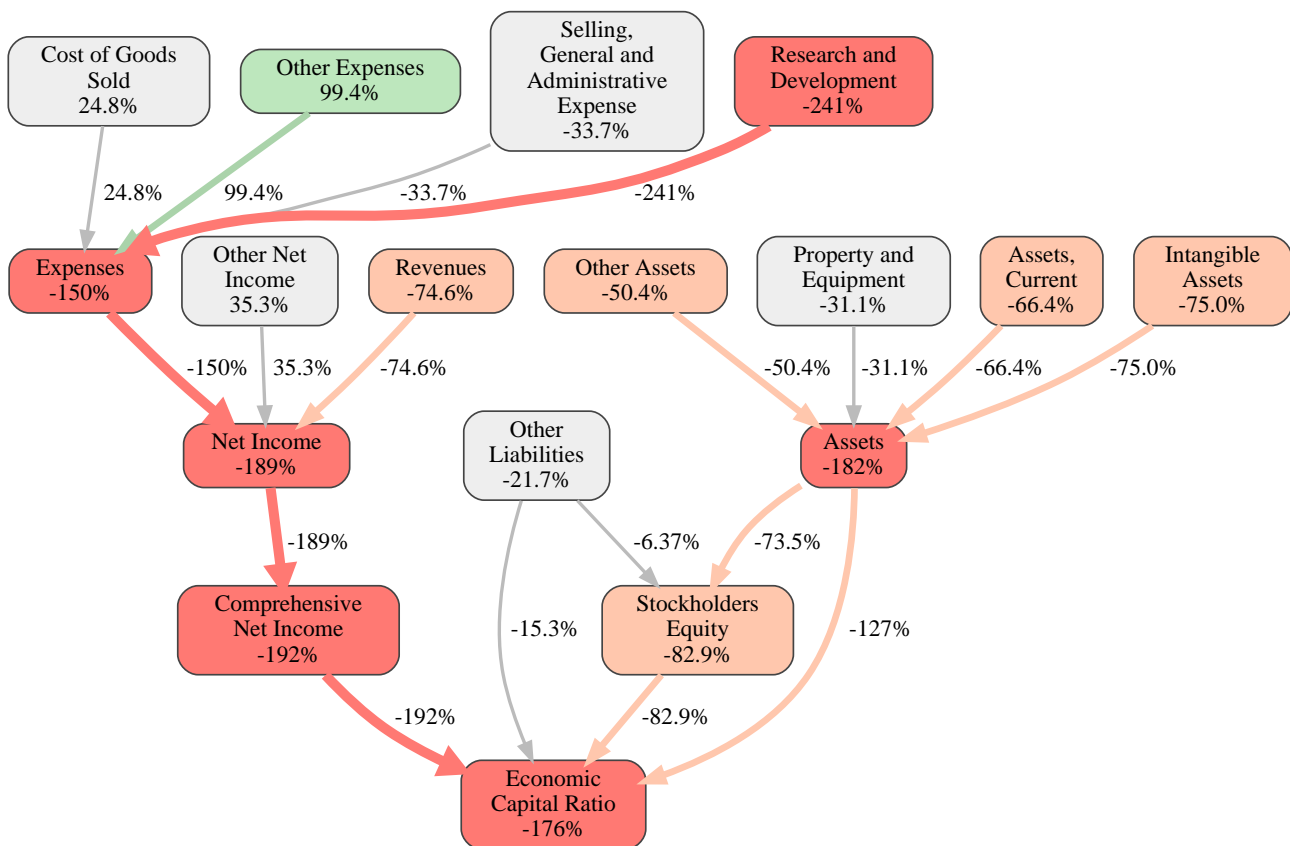 Cost of Goods
Sold
24.8%
Other Expenses
99.4%
Selling,
General and
Administrative
Expense
-33.7%
Research and
Development
-241%
24.8%
99.4%
-33.7%
-241%
Expenses
-150%
Other Net
Income
35.3%
Revenues
-74.6%
Other Assets
-50.4%
Property and
Equipment
-31.1%
Assets,
Current
-66.4%
Intangible
Assets
-75.0%
-150%
35.3%
-74.6%
-50.4%
-31.1%
-66.4%
-75.0%
Net Income
-189%
Other
Liabilities
-21.7%
Assets
-182%
-189%
-6.37%
-73.5%
Comprehensive
Net Income
-192%
-15.3%
Stockholders
Equity
-82.9%
-127%
-192%
-82.9%
Economic
Capital Ratio
-176%